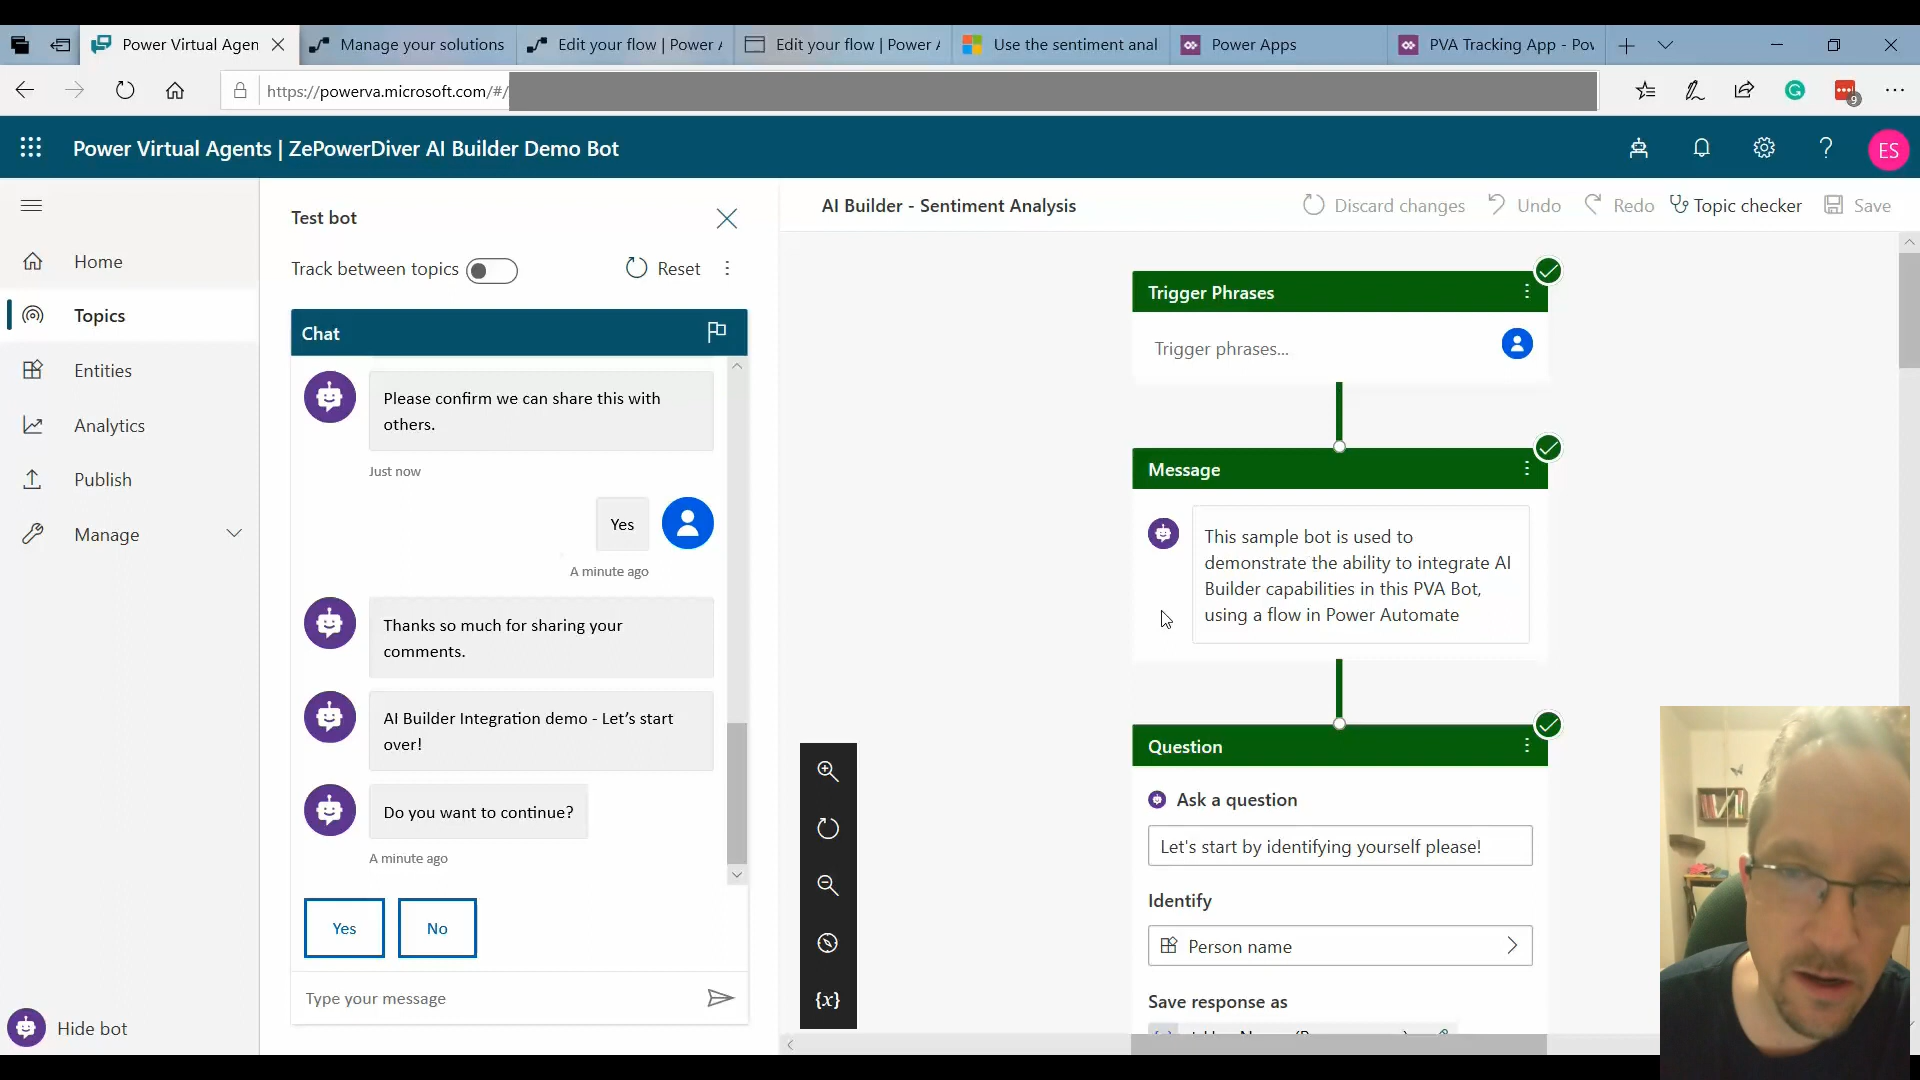 Power Virtual Agen
Manage your solutions
Edit your flow | Power A
Edit your flow | Power A
Use the sentiment anal
Power Apps
PVA Tracking App - Pow
https://powerva.microsoft.com/#/
9
Power Virtual Agents | ZePowerDiver AI Builder Demo Bot
ES
Home
Topics
Entities
Analytics
Publish
Manage
Hide bot
Test bot
Track between topics
Reset
Chat
Please confirm we can share this with
others.
Just now
Yes
A minute ago
Thanks so much for sharing your
comments.
AI Builder Integration demo - Let's start
over!
Do you want to continue?
A minute ago
Yes
No
Type your message
AI Builder - Sentiment Analysis
Discard changes
Undo
Redo
Topic checker
Save
Trigger Phrases
Trigger phrases...
Message
This sample bot is used to
demonstrate the ability to integrate AI
Builder capabilities in this PVA Bot,
using a flow in Power Automate
Question
Ask a question
Let's start by identifying yourself please!
Identify
Person name
Save response as
{x}